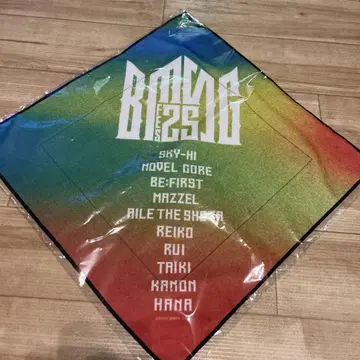 BMSG
FES
25
SKY-HI
NOVEL CORE
BE:FIRST
MAZZEL
AILE THE SHOTA
REIKO
RUI
TAIKI
KANON
HANA